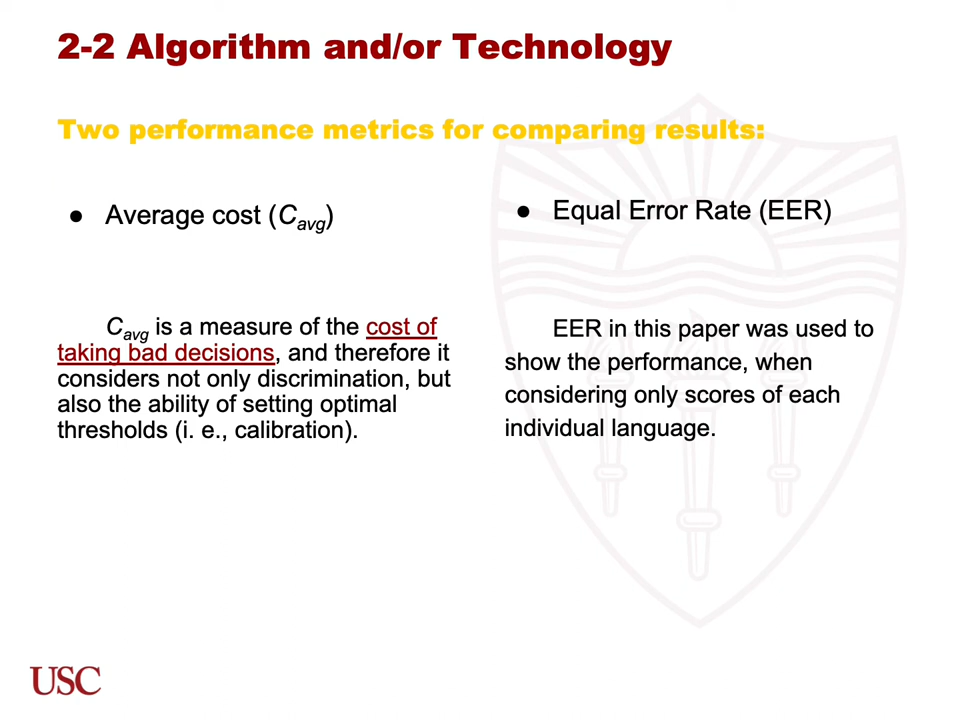 2-2 Algorithm and/or Technology
Two performance metrics for comparing results:
● Average cost (Cavg)
Cavg is a measure of the cost of
taking bad decisions, and therefore it
considers not only discrimination, but
also the ability of setting optimal
thresholds (i. e., calibration).
● Equal Error Rate (EER)
EER in this paper was used to
show the performance, when
considering only scores of each
individual language.
USC